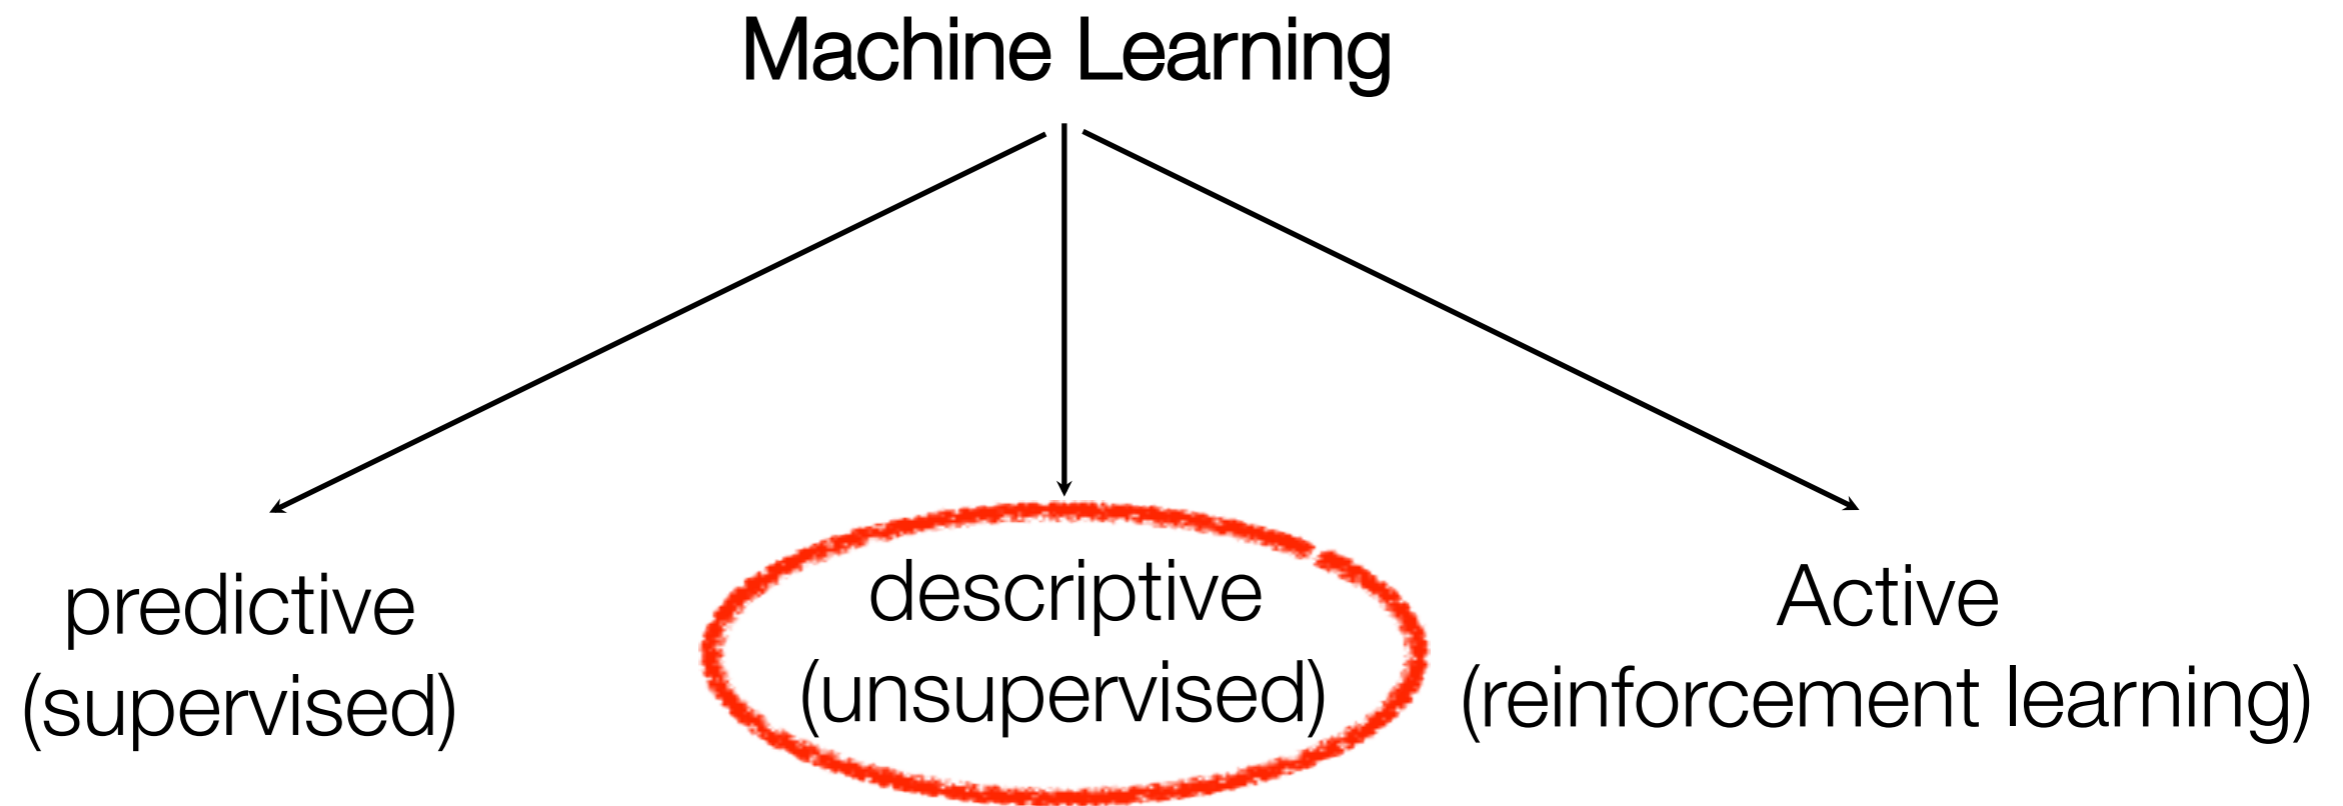 Machine Learning
predictive
(supervised)
descriptive
(unsupervised)
Active
(reinforcement learning)